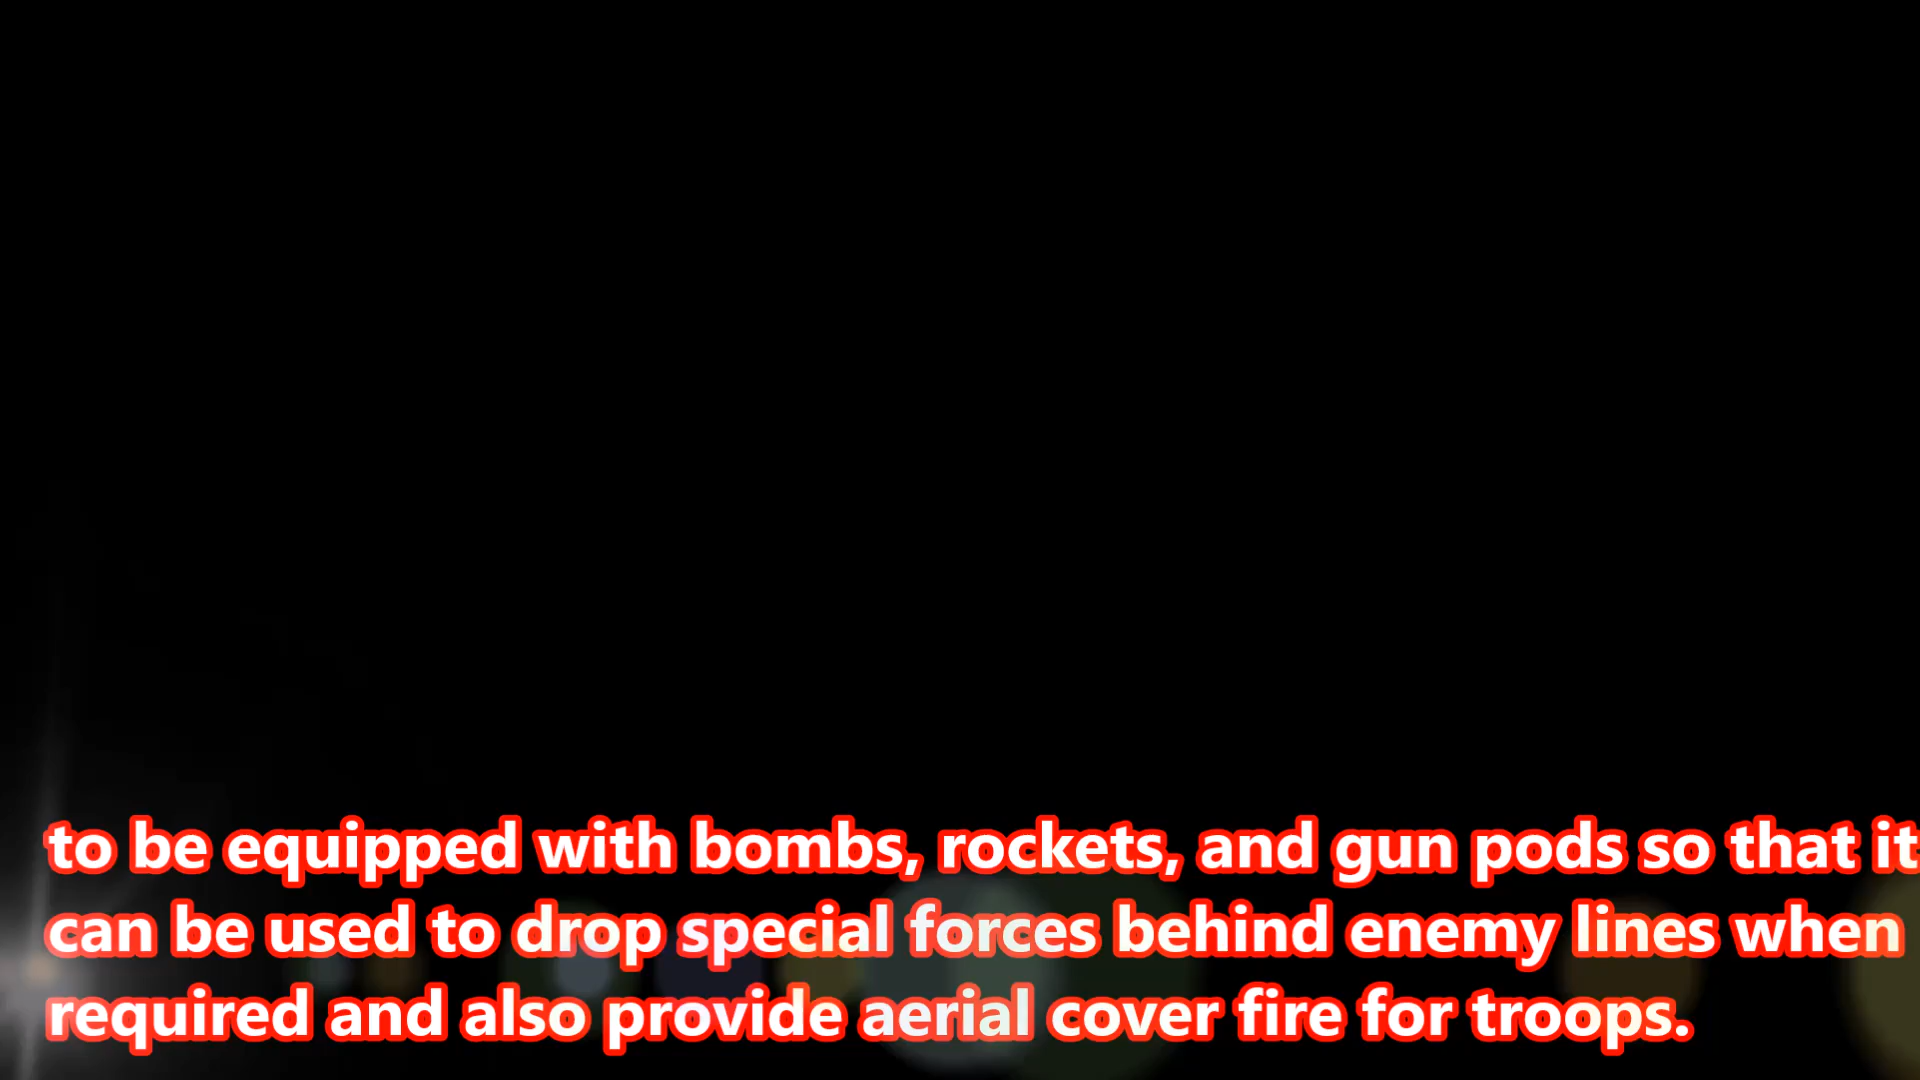 to be equipped with bombs, rockets, and gun pods so that it
can be used to drop special forces behind enemy lines when
required and also provide aerial cover fire for troops.